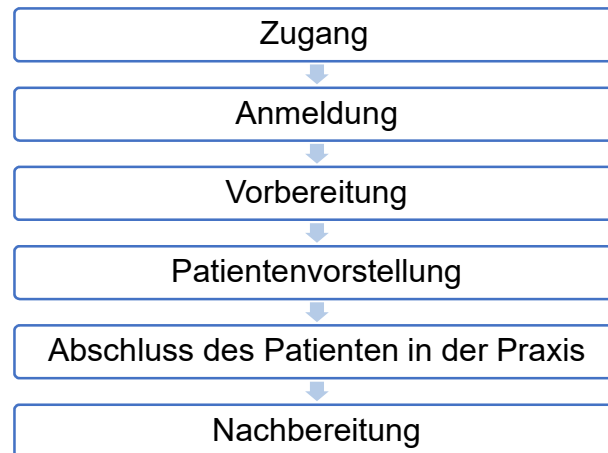 Zugang
Anmeldung
Vorbereitung
Patientenvorstellung
Abschluss des Patienten in der Praxis
Nachbereitung